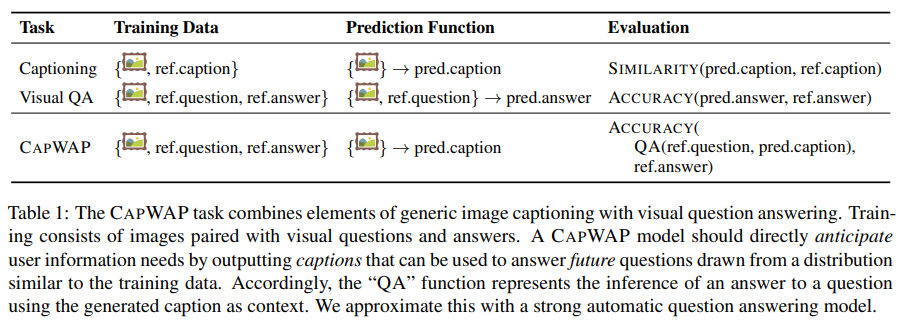 Task Training Data Prediction Function Evaluation
Captioning { , ref.caption} { } → pred.caption SIMILARITY(pred.caption, ref.caption)
Visual QA { , ref.question, ref.answer} { , ref.question} → pred.answer ACCURACY(pred.answer, ref.answer)
CAPWAP { , ref.question, ref.answer} { } → pred.caption ACCURACY(
QA(ref.question, pred.caption),
ref.answer)
Table 1: The CAPWAP task combines elements of generic image captioning with visual question answering. Train-
ing consists of images paired with visual questions and answers. A CAPWAP model should directly anticipate
user information needs by outputting captions that can be used to answer future questions drawn from a distribution
similar to the training data. Accordingly, the “QA” function represents the inference of an answer to a question
using the generated caption as context. We approximate this with a strong automatic question answering model.